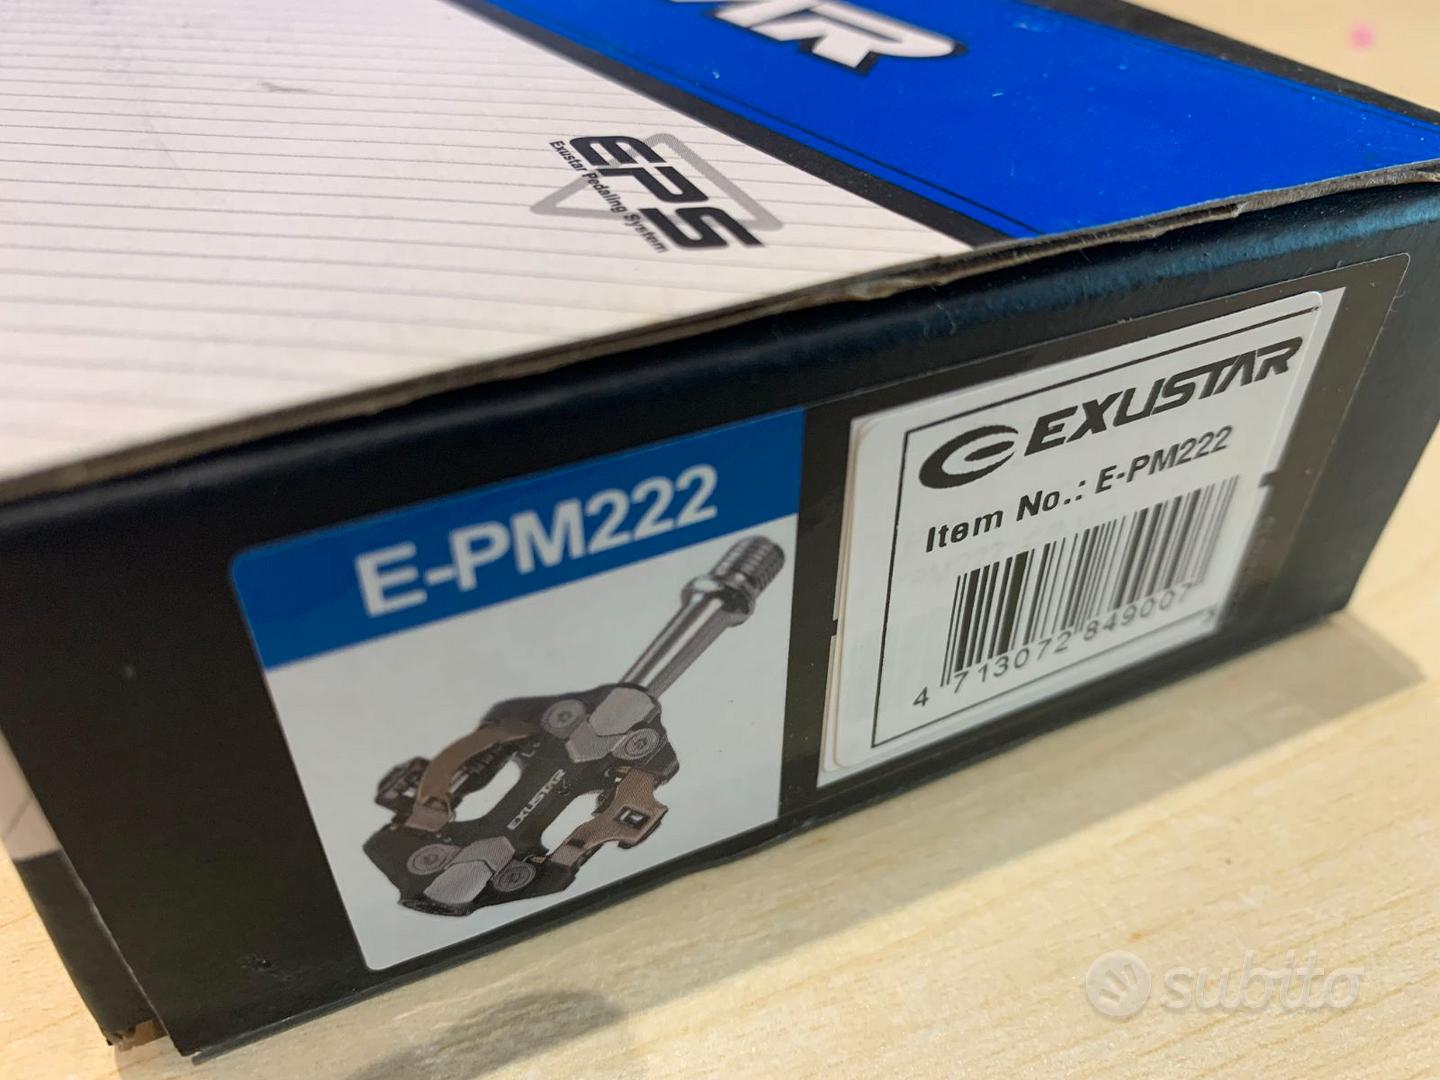 EPS
Exustar Pedaling System
E-PM222
EXUSTAR
EXUSTAR
Item No.: E-PM222
4 713072 849007
subito